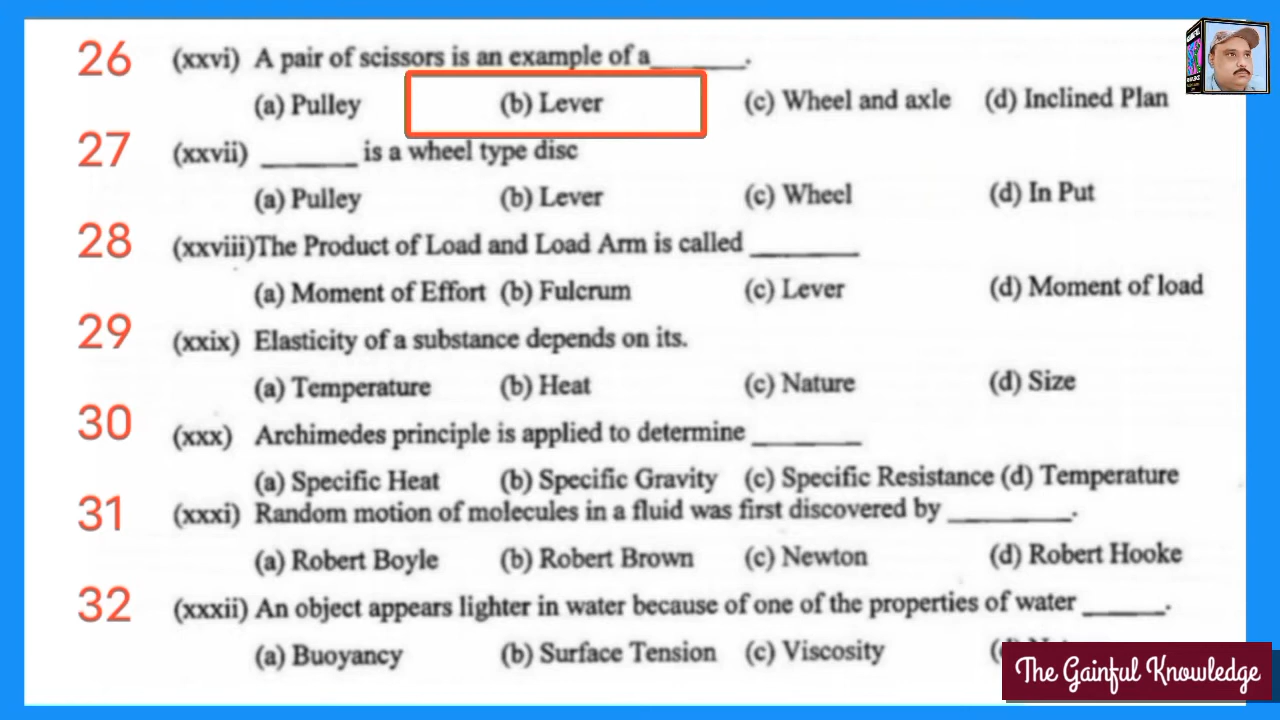 26 (xxvi) A pair of scissors is an example of a______.
(a) Pulley (b) Lever (c) Wheel and axle (d) Inclined Plan
27 (xxvii) ______ is a wheel type disc
(a) Pulley (b) Lever (c) Wheel (d) In Put
28 (xxviii)The Product of Load and Load Arm is called ______
(a) Moment of Effort (b) Fulcrum (c) Lever (d) Moment of load
29 (xxix) Elasticity of a substance depends on its.
(a) Temperature (b) Heat (c) Nature (d) Size
30 (xxx) Archimedes principle is applied to determine ______
(a) Specific Heat (b) Specific Gravity (c) Specific Resistance (d) Temperature
31 (xxxi) Random motion of molecules in a fluid was first discovered by ______.
(a) Robert Boyle (b) Robert Brown (c) Newton (d) Robert Hooke
32 (xxxii) An object appears lighter in water because of one of the properties of water ______.
(a) Buoyancy (b) Surface Tension (c) Viscosity
The Gainful Knowledge